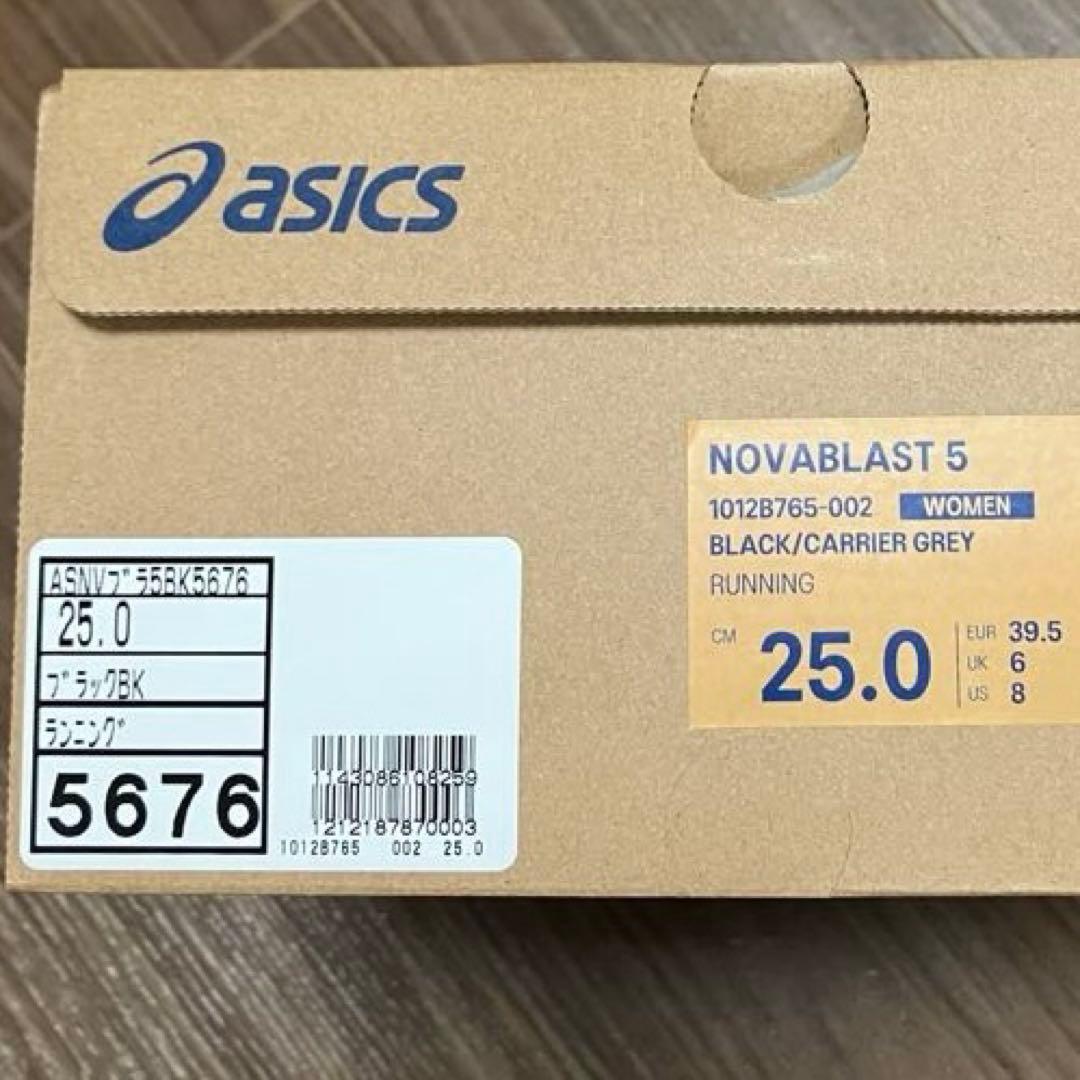 asics
NOVABLAST 5
1012B765-002 WOMEN
BLACK/CARRIER GREY
RUNNING
CM 25.0
EUR 39.5
UK 6
US 8
ASNVﾌﾞﾗ5BK5676
25.0
ﾌﾞﾗｯｸBK
ﾗﾝﾆﾝｸﾞ
5676
1143086108259
1212187870003
1012B765 002 25.0